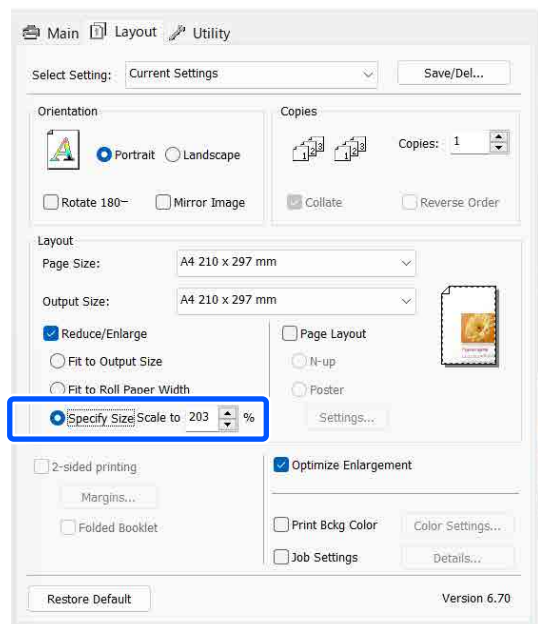 Main Layout Utility
Select Setting: Current Settings Save/Del...
Orientation
Portrait Landscape
Rotate 180– Mirror Image
Copies
Copies: 1
Collate Reverse Order
Layout
Page Size: A4 210 x 297 mm
Output Size: A4 210 x 297 mm
Reduce/Enlarge
Fit to Output Size
Fit to Roll Paper Width
Specify Size Scale to 203 %
Page Layout
N-up
Poster
Settings...
2-sided printing
Margins...
Folded Booklet
Optimize Enlargement
Print Bckg Color Color Settings...
Job Settings Details...
Restore Default Version 6.70